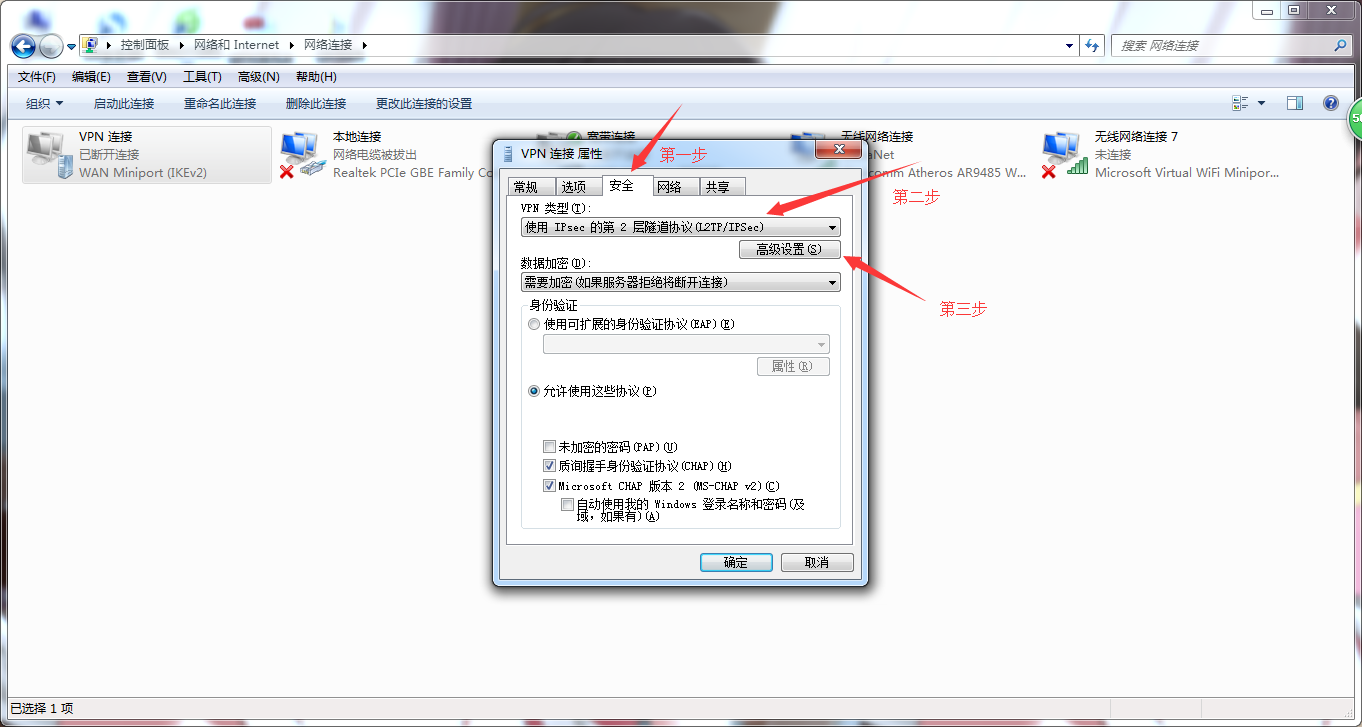 控制面板 网络和 Internet 网络连接
搜索 网络连接
文件(F) 编辑(E) 查看(V) 工具(T) 高级(N) 帮助(H)
组织 启动此连接 重命名此连接 删除此连接 更改此连接的设置
VPN 连接
已断开连接
WAN Miniport (IKEv2)
本地连接
网络电缆被拔出
Realtek PCIe GBE Family Co
宽带连接
无线网络连接
aNet
comm Atheros AR9485 W...
无线网络连接 7
未连接
Microsoft Virtual WiFi Minipor...
VPN 连接 属性
第一步
常规 选项 安全 网络 共享
VPN 类型(T):
使用 IPsec 的第 2 层隧道协议(L2TP/IPSec)
第二步
高级设置(S)
数据加密(D):
需要加密(如果服务器拒绝将断开连接)
第三步
身份验证
使用可扩展的身份验证协议(EAP)(E)
属性(R)
允许使用这些协议(P)
未加密的密码(PAP)(U)
质询握手身份验证协议(CHAP)(H)
Microsoft CHAP 版本 2 (MS-CHAP v2)(C)
自动使用我的 Windows 登录名称和密码(及
域，如果有)(A)
确定 取消
已选择 1 项